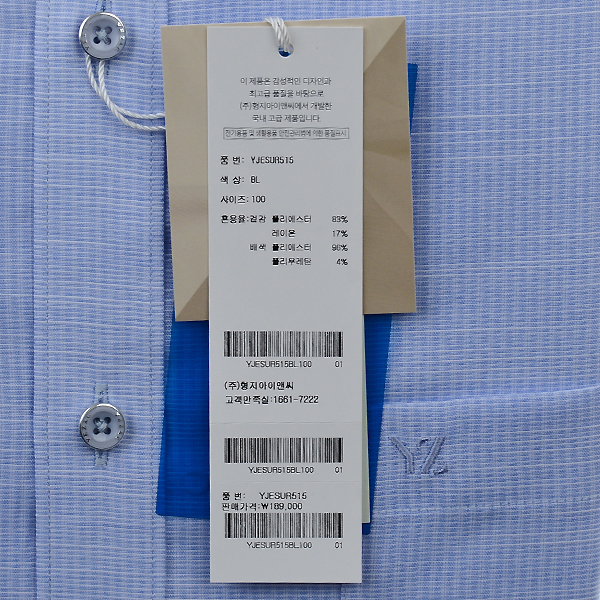 이 제품은 감성적인 디자인과
최고급 품질을 바탕으로
(주)형지아이앤씨에서 개발한
국내 고급 제품입니다.
전기용품 및 생활용품 안전관리법에 의한 품질표시
품 번: YJESUR515
색 상: BL
사이즈: 100
혼용율:겉감 폴리에스터 83%
레이온 17%
배색 폴리에스터 96%
폴리우레탄 4%
YJESUR515BL100 01
(주)형지아이앤씨
고객만족실:1661-7222
YJESUR515BL100 01
품 번: YJESUR515
판매가격:₩189,000
YJESUR515BL100 01
YZ